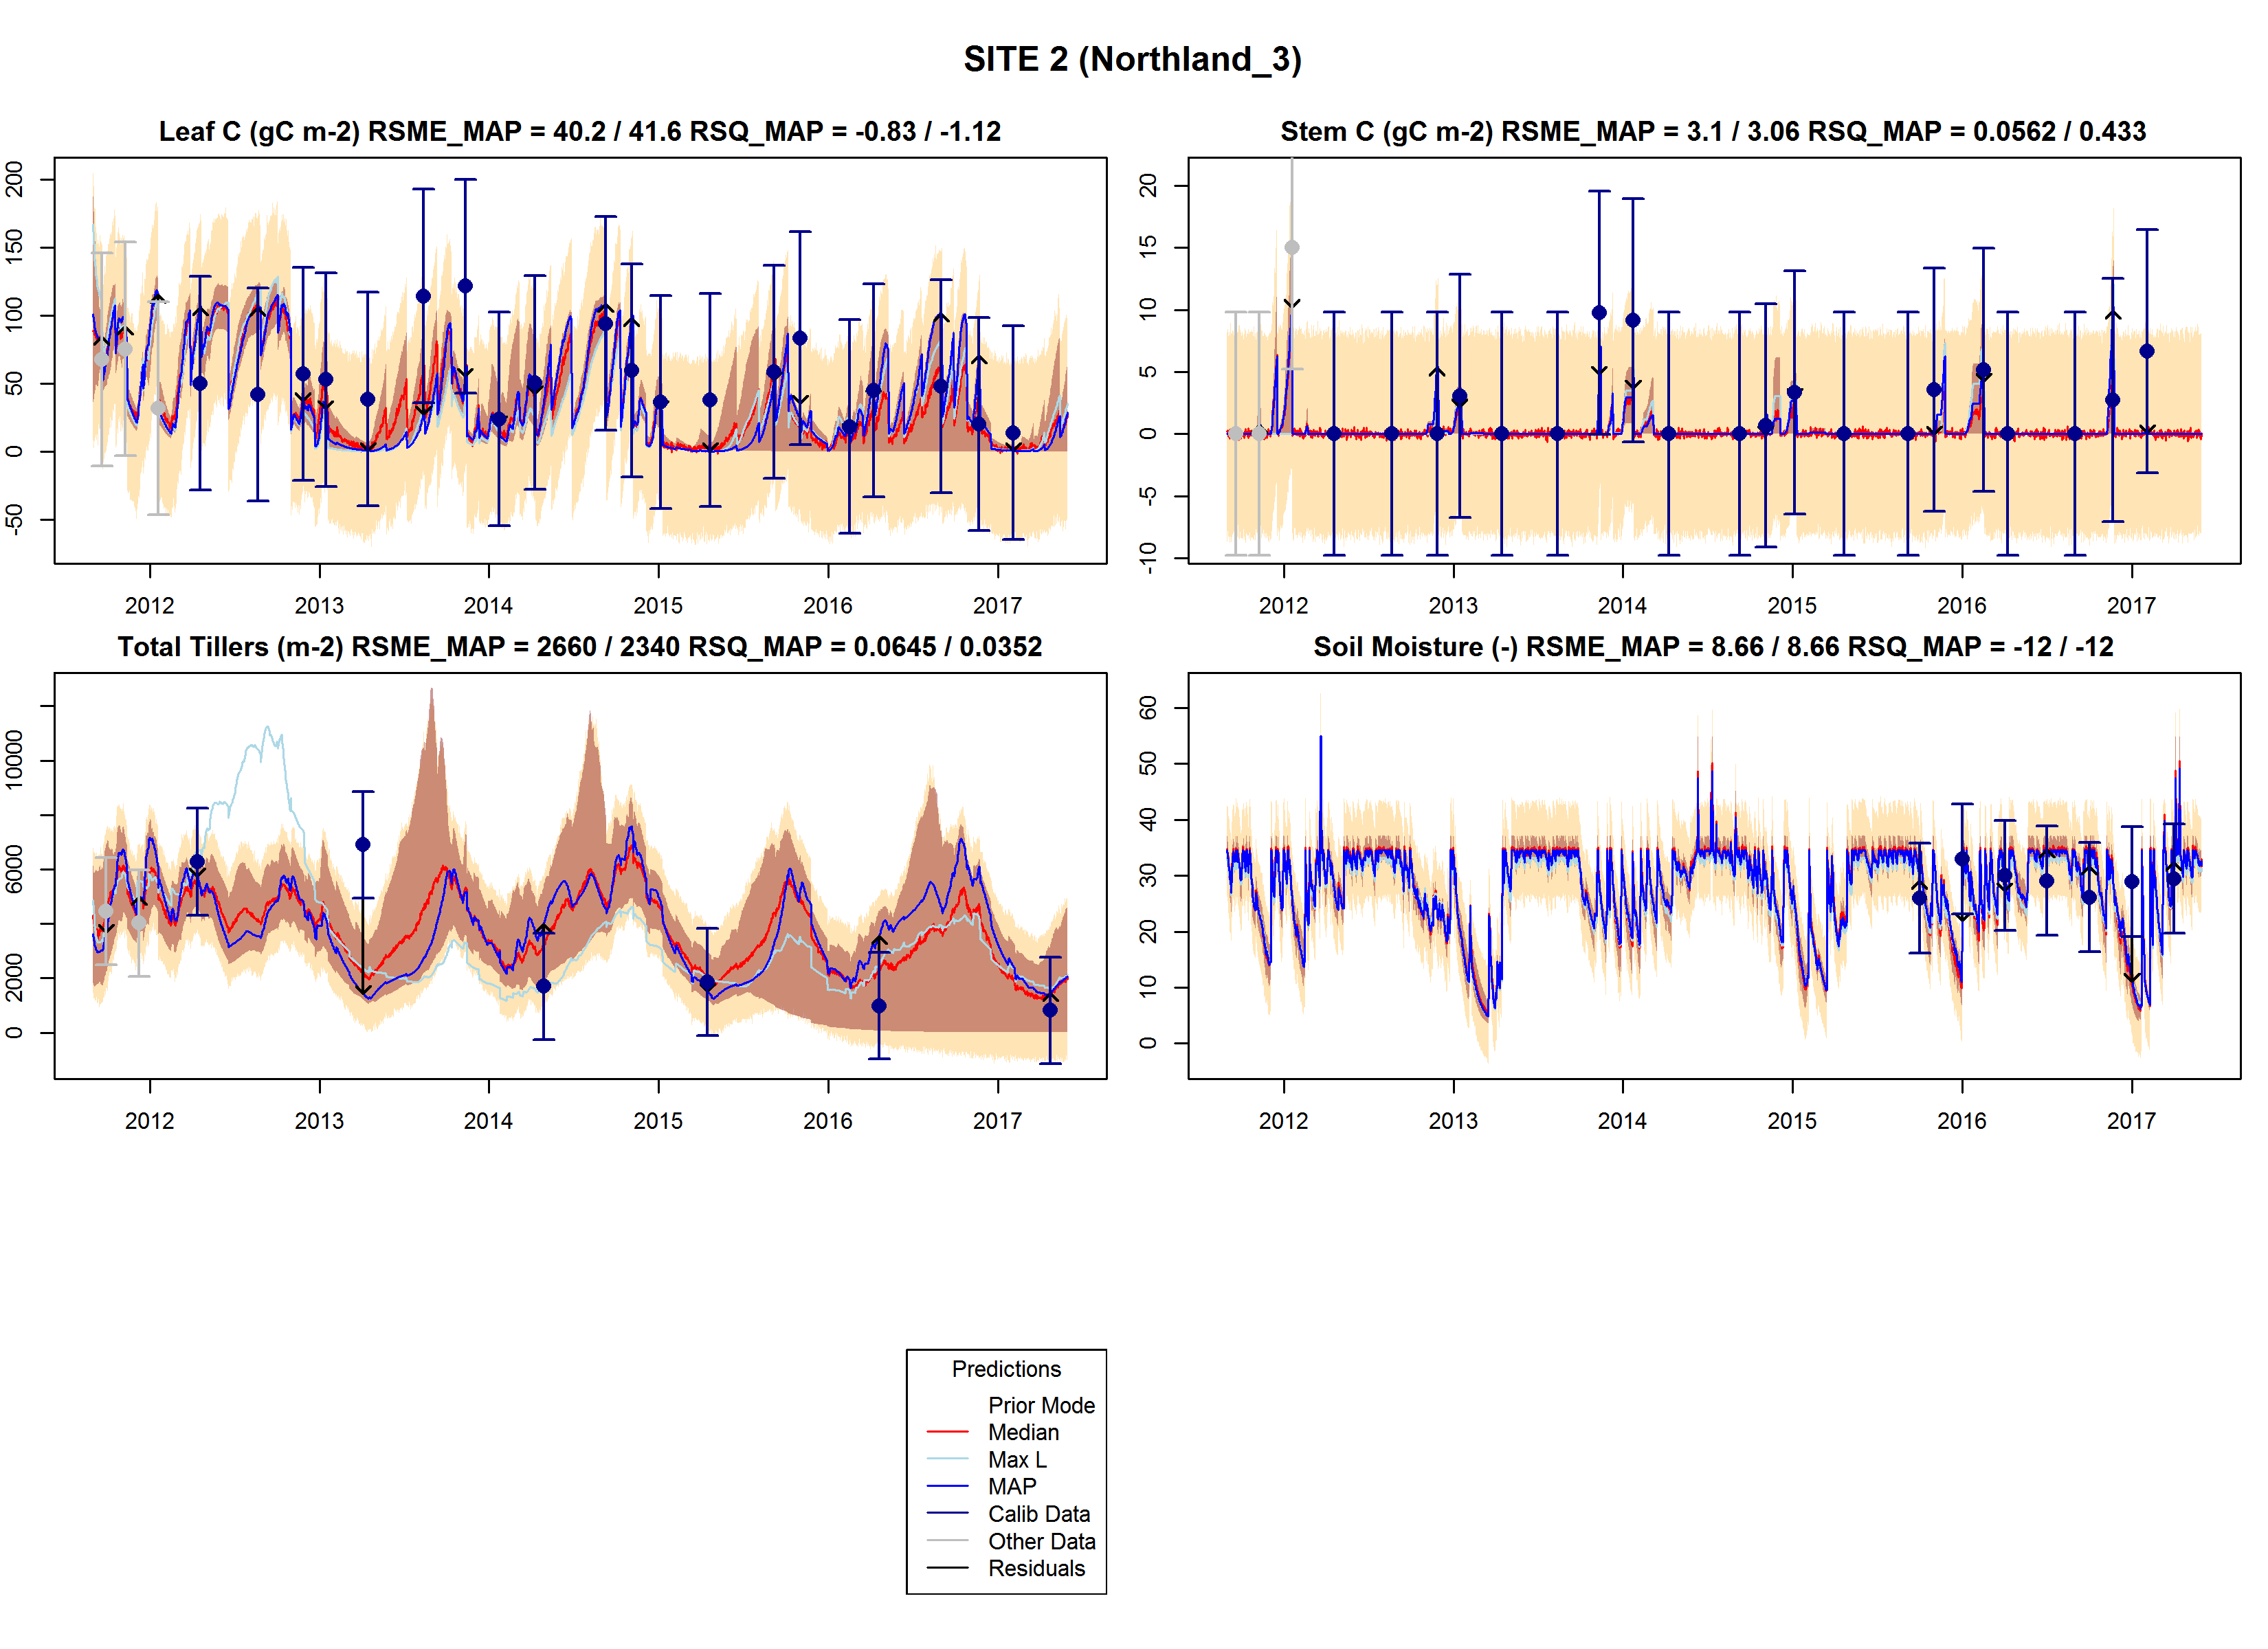 SITE 2 (Northland_3)
Leaf C (gC m-2) RSME_MAP = 40.2 / 41.6 RSQ_MAP = -0.83 / -1.12
200
150
100
50
0
-50
2012 2013 2014 2015 2016 2017
Stem C (gC m-2) RSME_MAP = 3.1 / 3.06 RSQ_MAP = 0.0562 / 0.433
20
15
10
5
0
-5
-10
2012 2013 2014 2015 2016 2017
Total Tillers (m-2) RSME_MAP = 2660 / 2340 RSQ_MAP = 0.0645 / 0.0352
10000
6000
2000
0
2012 2013 2014 2015 2016 2017
Soil Moisture (-) RSME_MAP = 8.66 / 8.66 RSQ_MAP = -12 / -12
60
50
40
30
20
10
0
2012 2013 2014 2015 2016 2017
Predictions
Prior Mode
Median
Max L
MAP
Calib Data
Other Data
Residuals